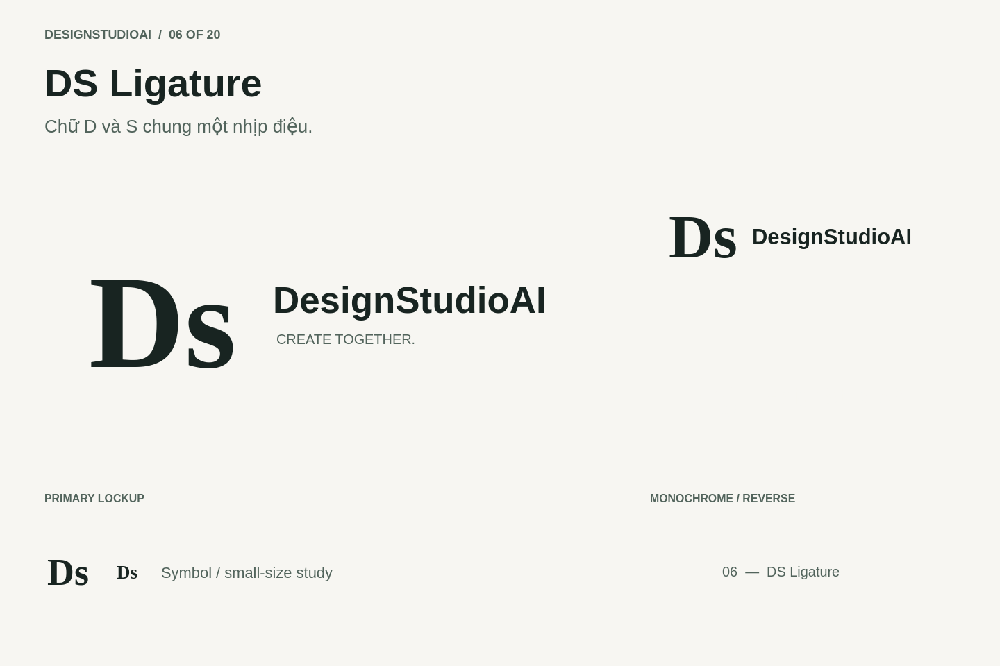 DESIGNSTUDIOAI / 06 OF 20
DS Ligature
Chữ D và S chung một nhịp điệu.
Ds DesignStudioAI
Ds DesignStudioAI
CREATE TOGETHER.
PRIMARY LOCKUP
MONOCHROME / REVERSE
Ds Ds Symbol / small-size study
06 — DS Ligature